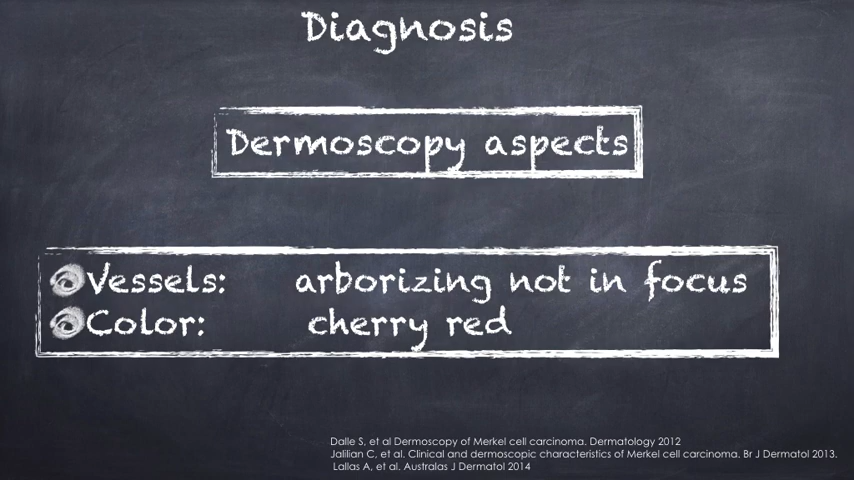 Diagnosis
Dermoscopy aspects
Vessels: arborizing not in focus
Color: cherry red
Dalle S, et al Dermoscopy of Merkel cell carcinoma. Dermatology 2012
Jalilian C, et al. Clinical and dermoscopic characteristics of Merkel cell carcinoma. Br J Dermatol 2013.
Lallas A, et al. Australas J Dermatol 2014